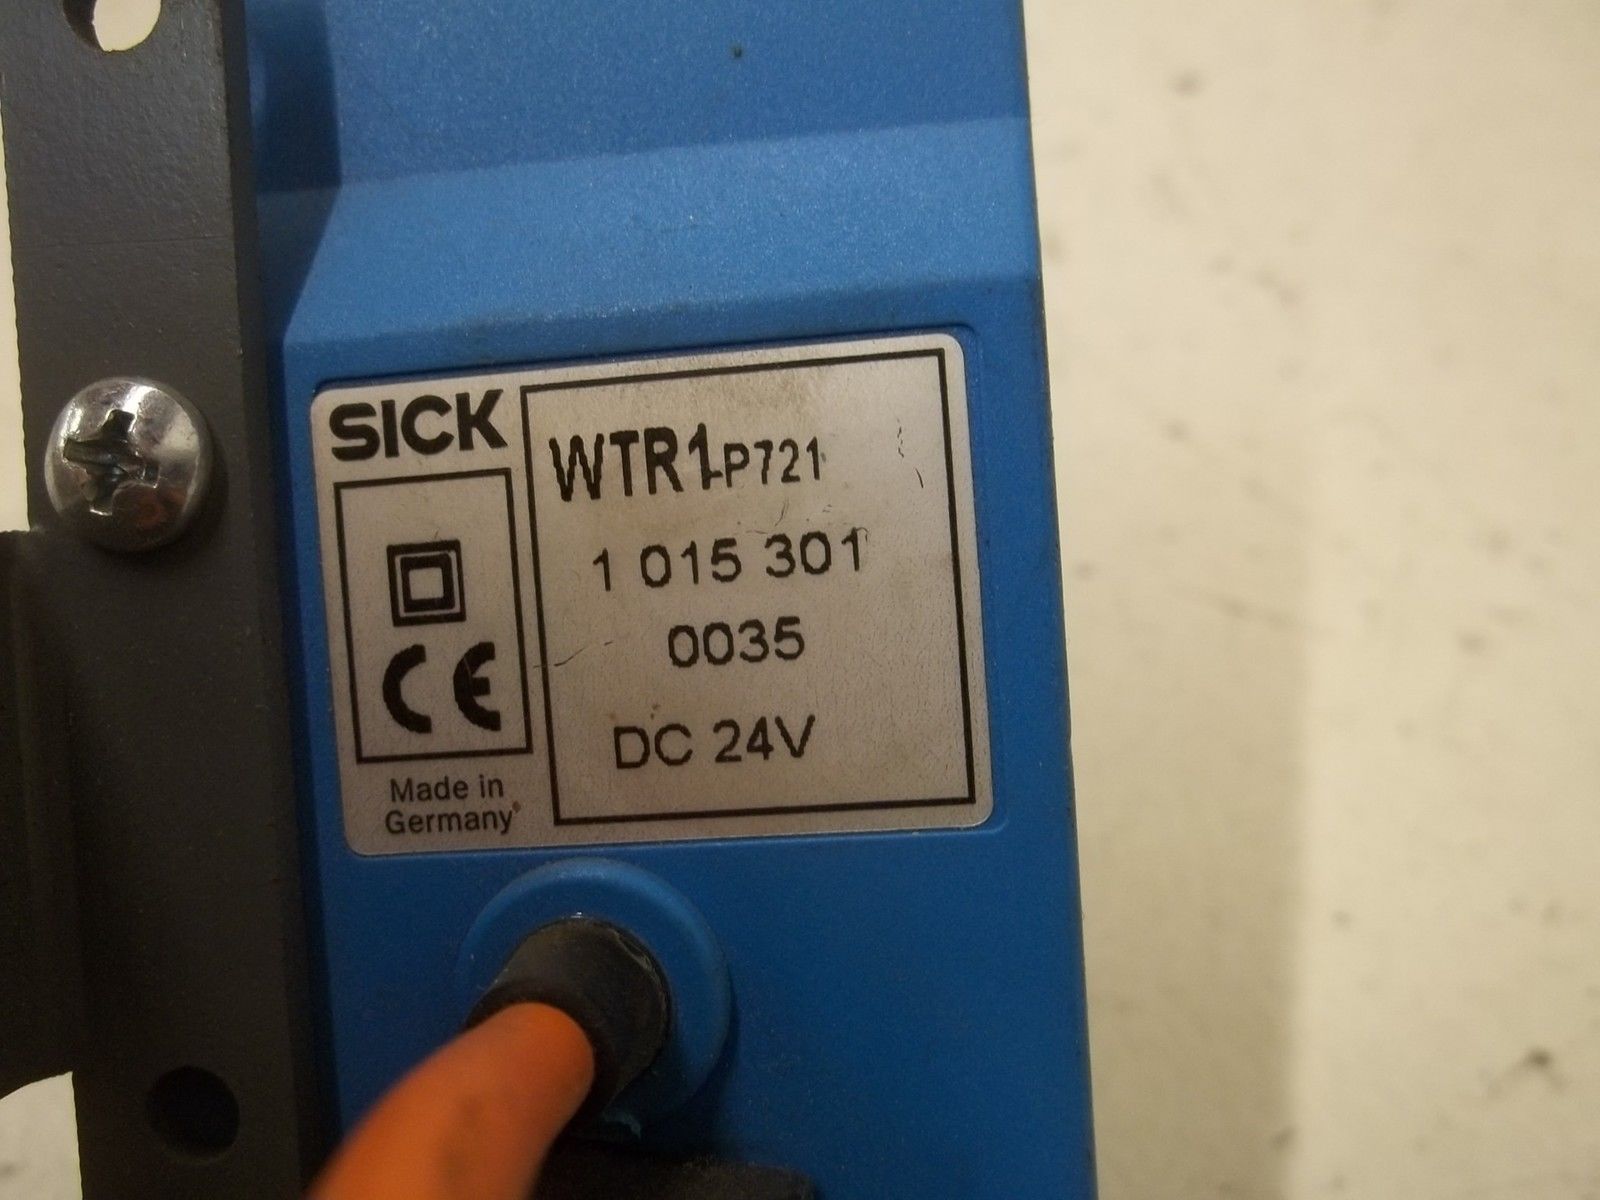 SICK
WTR1-P721
1 015 301
0035
DC 24V
CE
Made in
Germany